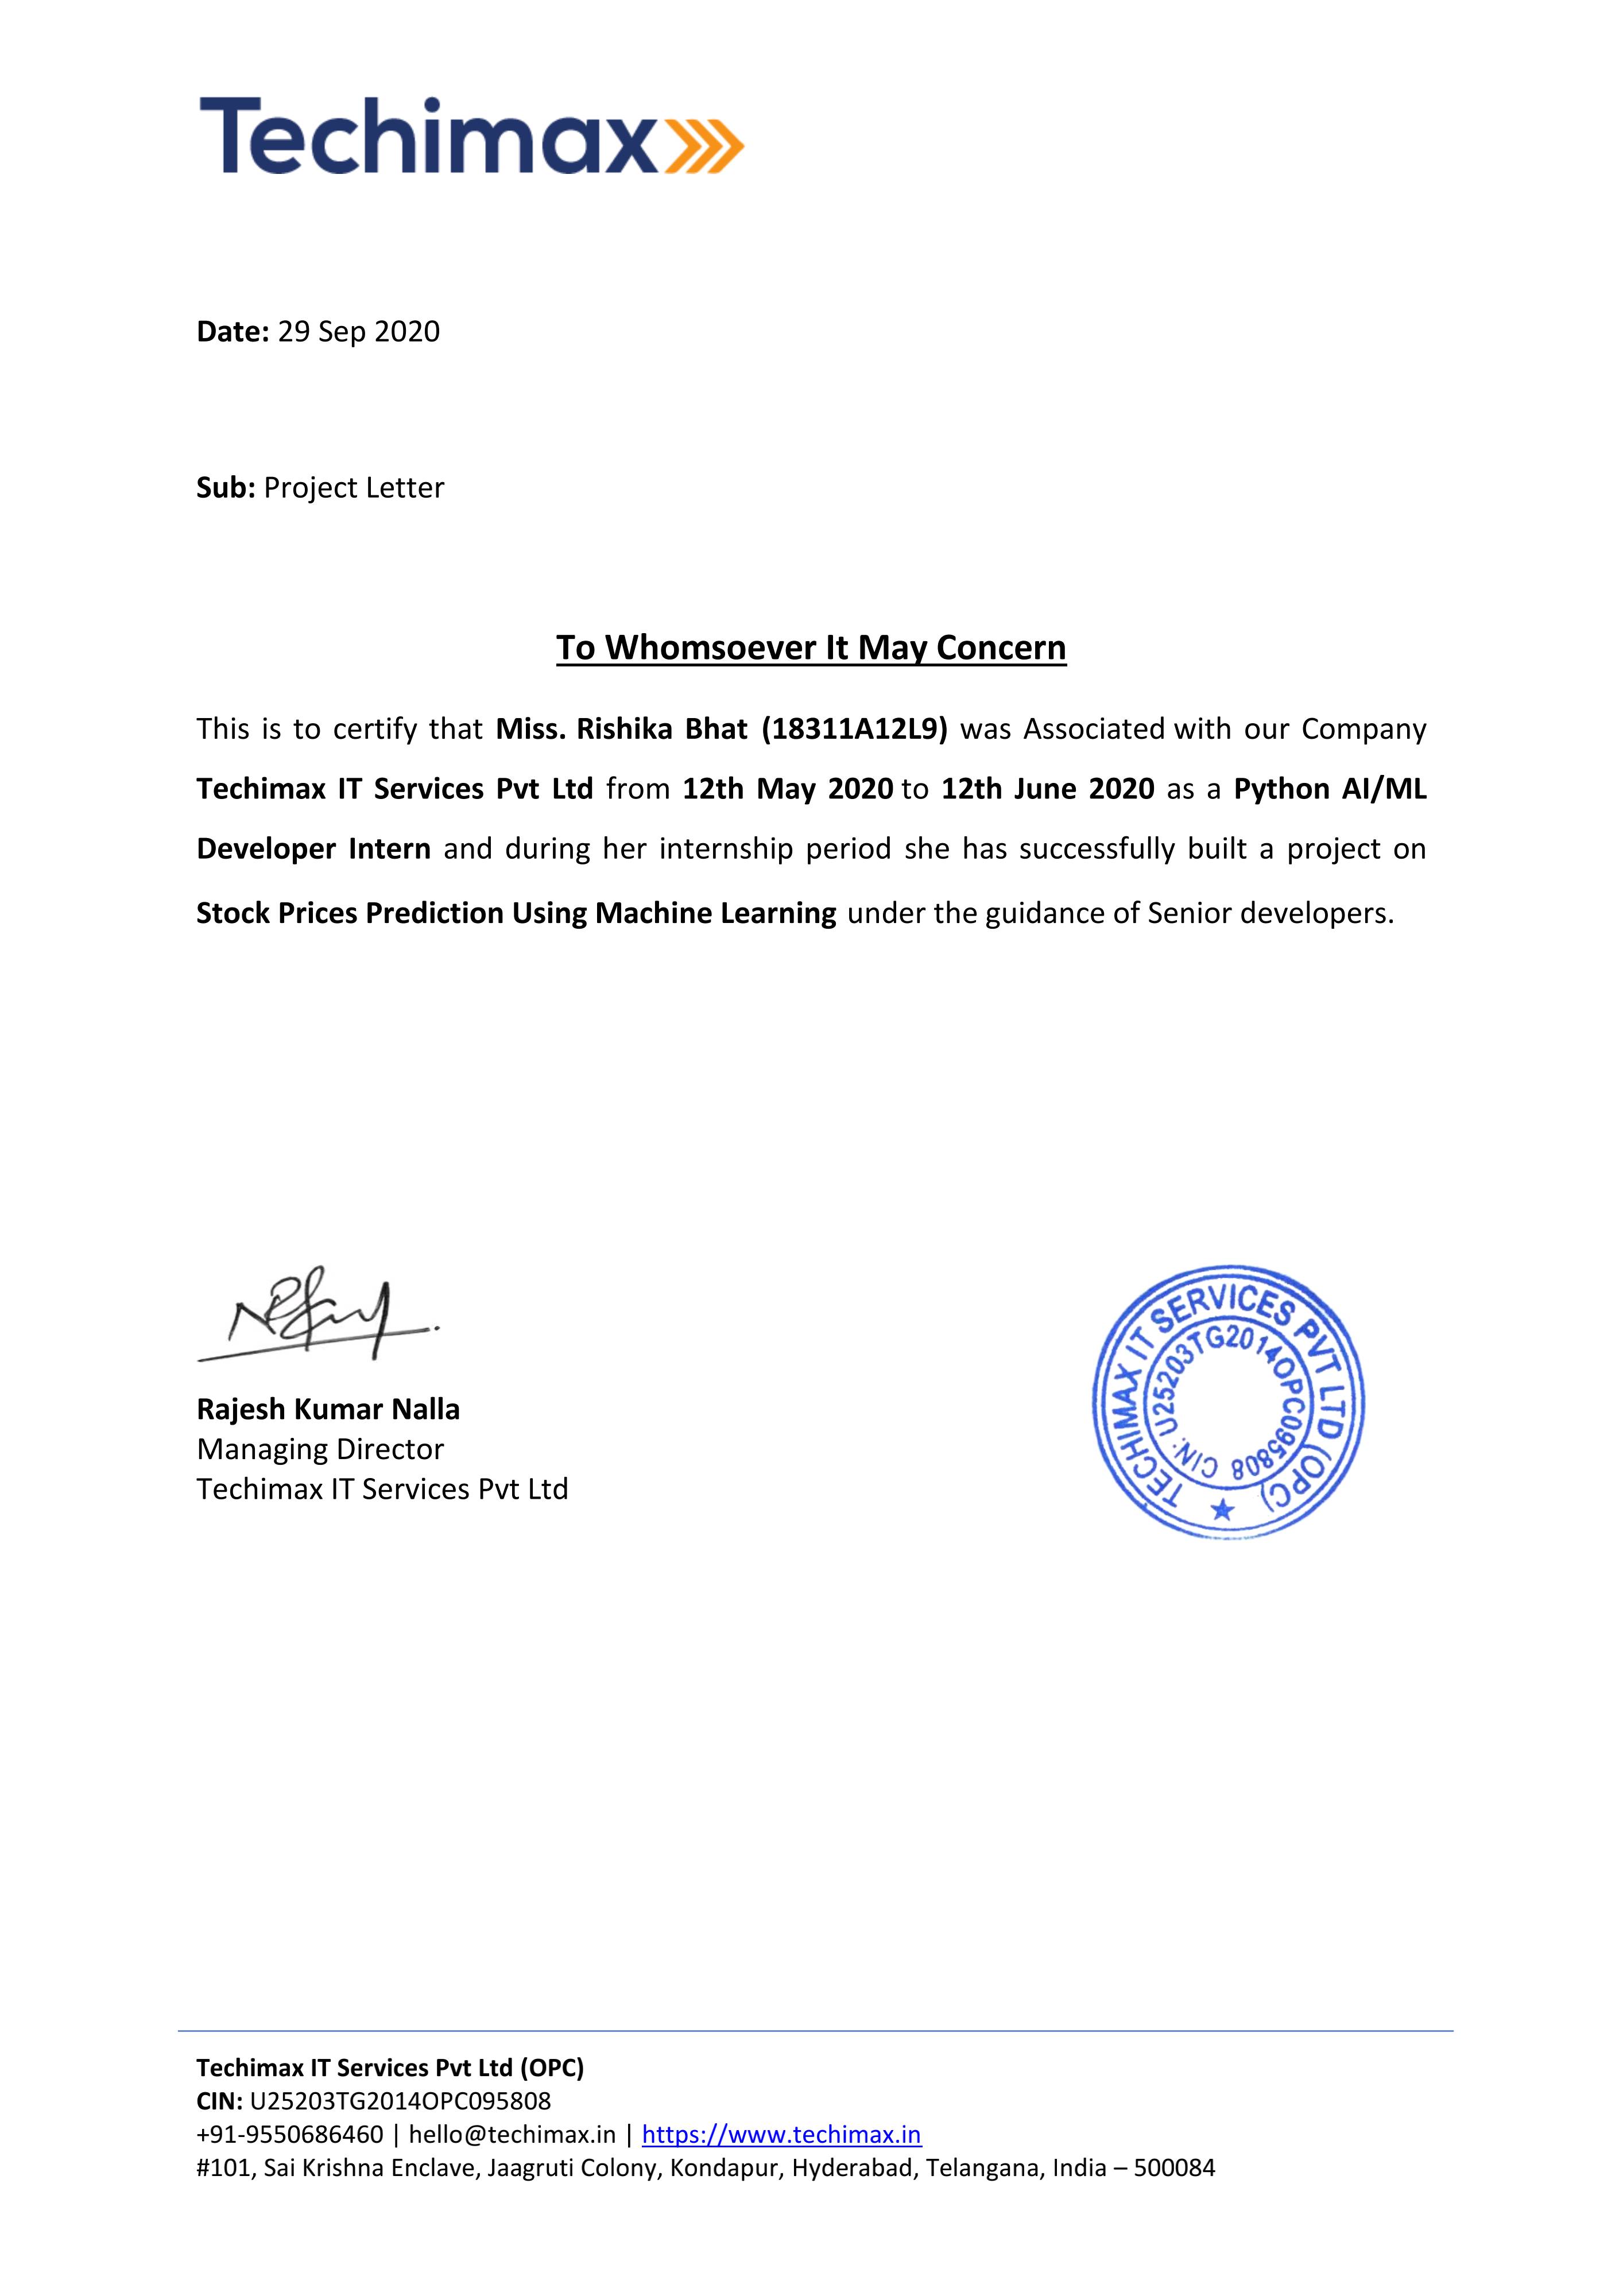 Techimax
Date: 29 Sep 2020
Sub: Project Letter
To Whomsoever It May Concern
This is to certify that Miss. Rishika Bhat (18311A12L9) was Associated with our Company
Techimax IT Services Pvt Ltd from 12th May 2020 to 12th June 2020 as a Python AI/ML
Developer Intern and during her internship period she has successfully built a project on
Stock Prices Prediction Using Machine Learning under the guidance of Senior developers.
Rajesh Kumar Nalla
Managing Director
Techimax IT Services Pvt Ltd
TECHIMAX IT SERVICES PVT LTD (OPC)
CIN: U25203TG2014OPC095808
Techimax IT Services Pvt Ltd (OPC)
CIN: U25203TG2014OPC095808
+91-9550686460 | hello@techimax.in | https://www.techimax.in
#101, Sai Krishna Enclave, Jaagruti Colony, Kondapur, Hyderabad, Telangana, India – 500084